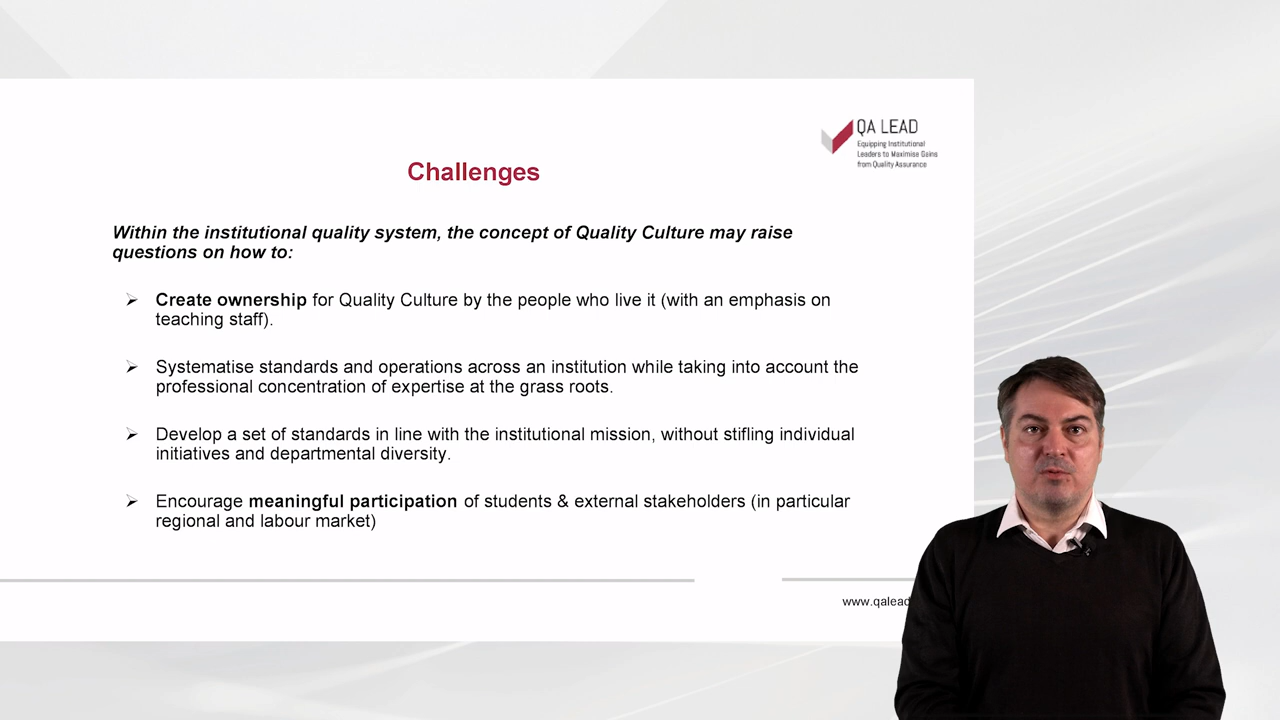 QA LEAD
Equipping Institutional
Leaders to Maximise Gains
from Quality Assurance
Challenges
Within the institutional quality system, the concept of Quality Culture may raise
questions on how to:
Create ownership for Quality Culture by the people who live it (with an emphasis on
teaching staff).
Systematise standards and operations across an institution while taking into account the
professional concentration of expertise at the grass roots.
Develop a set of standards in line with the institutional mission, without stifling individual
initiatives and departmental diversity.
Encourage meaningful participation of students & external stakeholders (in particular
regional and labour market)
www.qalead